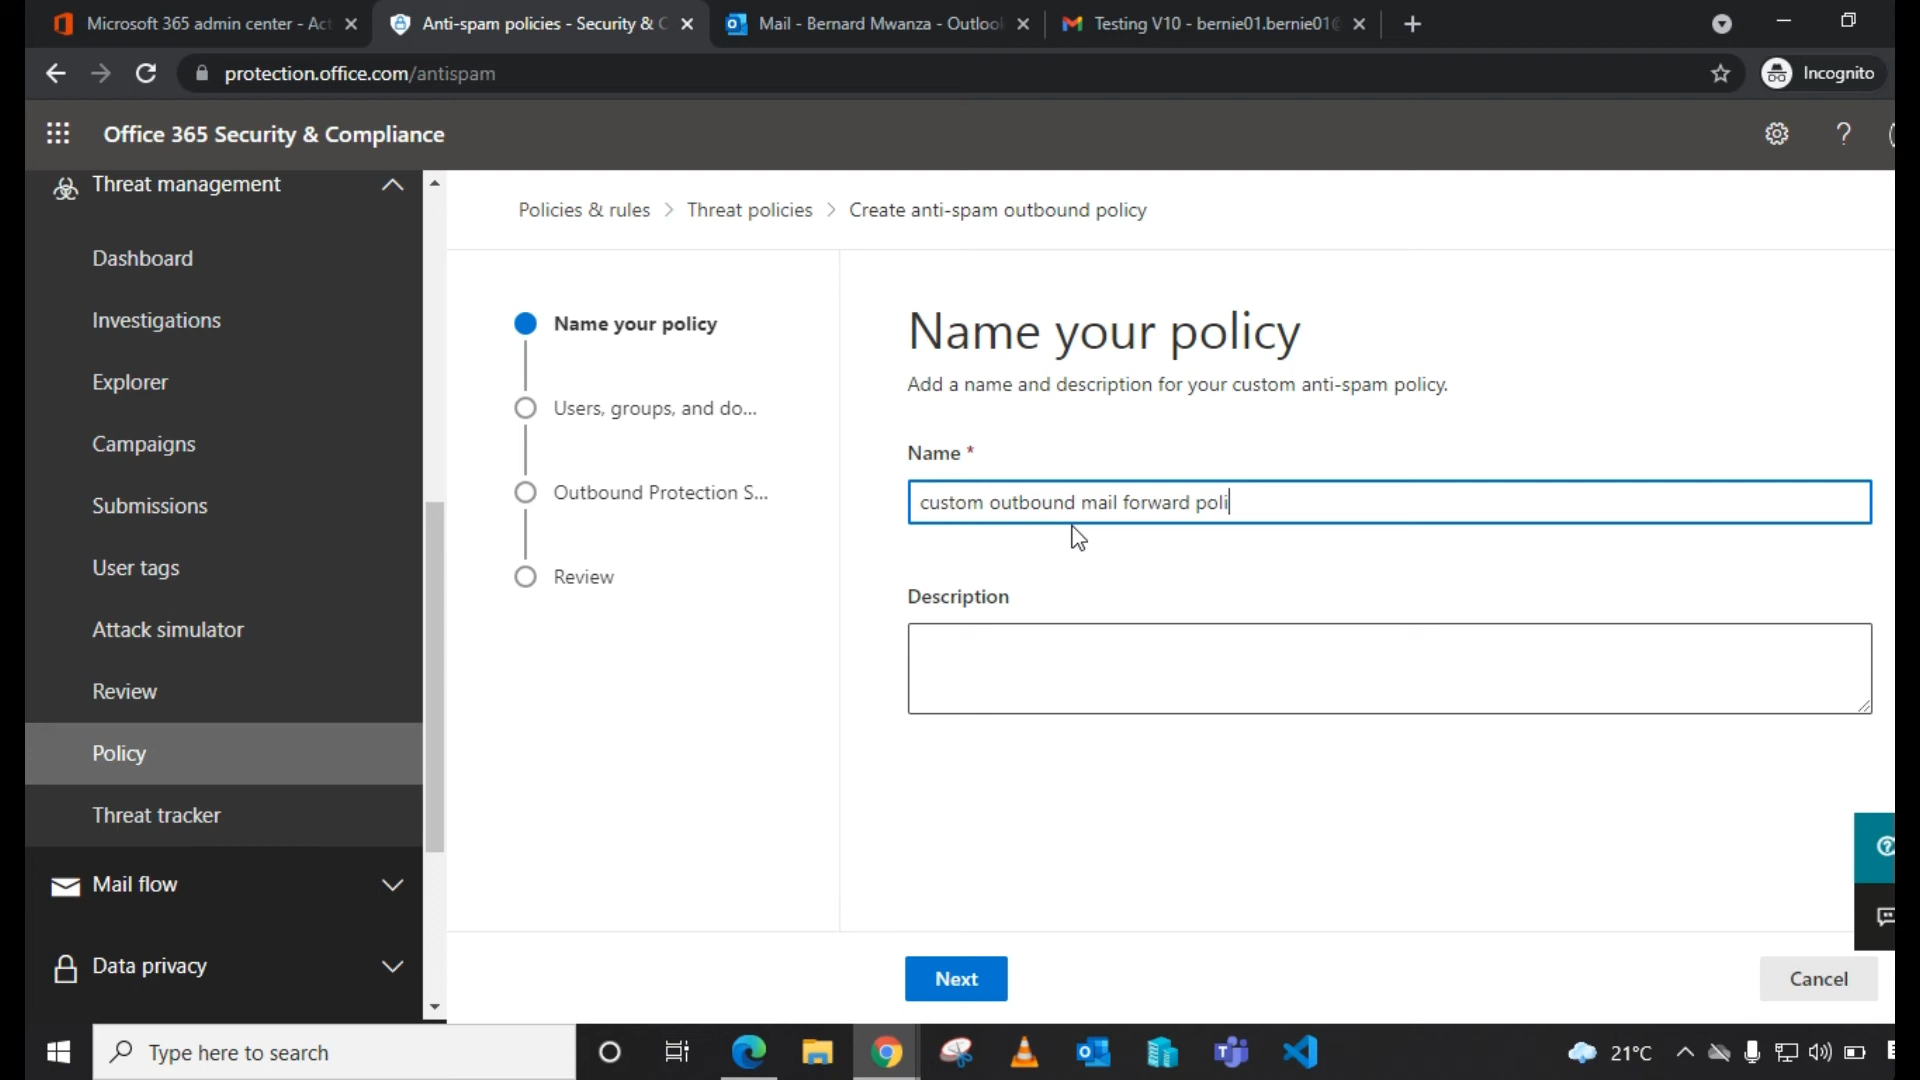 Microsoft 365 admin center - Act
Anti-spam policies - Security & C
Mail - Bernard Mwanza - Outloo
Testing V10 - bernie01.bernie01@
protection.office.com/antispam
Incognito
Office 365 Security & Compliance
?
Threat management
Dashboard
Investigations
Explorer
Campaigns
Submissions
User tags
Attack simulator
Review
Policy
Threat tracker
Mail flow
Data privacy
Policies & rules > Threat policies > Create anti-spam outbound policy
Name your policy
Users, groups, and do...
Outbound Protection S...
Review
Name your policy
Add a name and description for your custom anti-spam policy.
Name *
custom outbound mail forward poli
Description
Next
Cancel
Type here to search
21°C